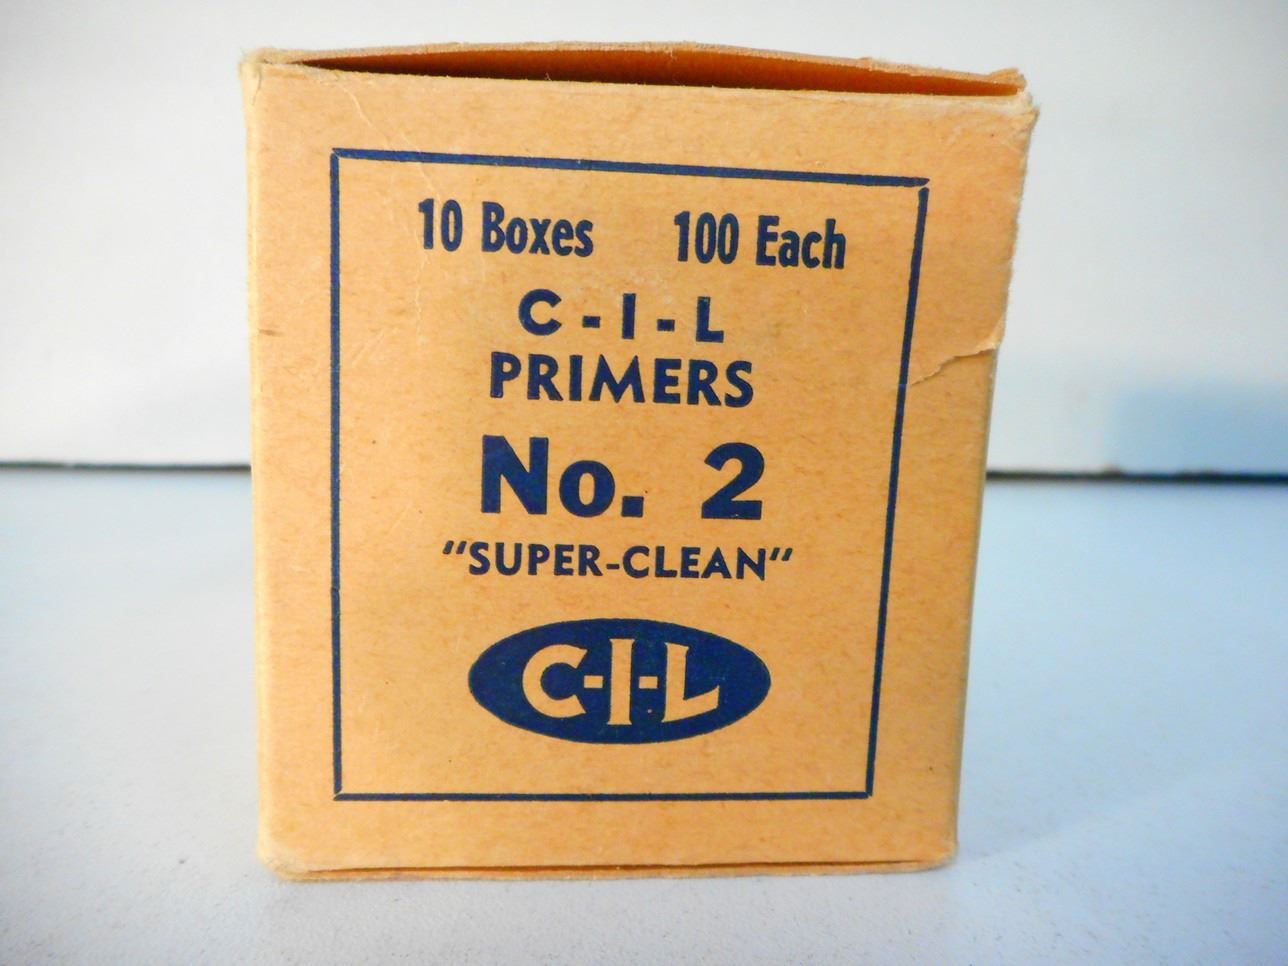 10 Boxes 100 Each
C-I-L
PRIMERS
No. 2
"SUPER-CLEAN"
C-I-L